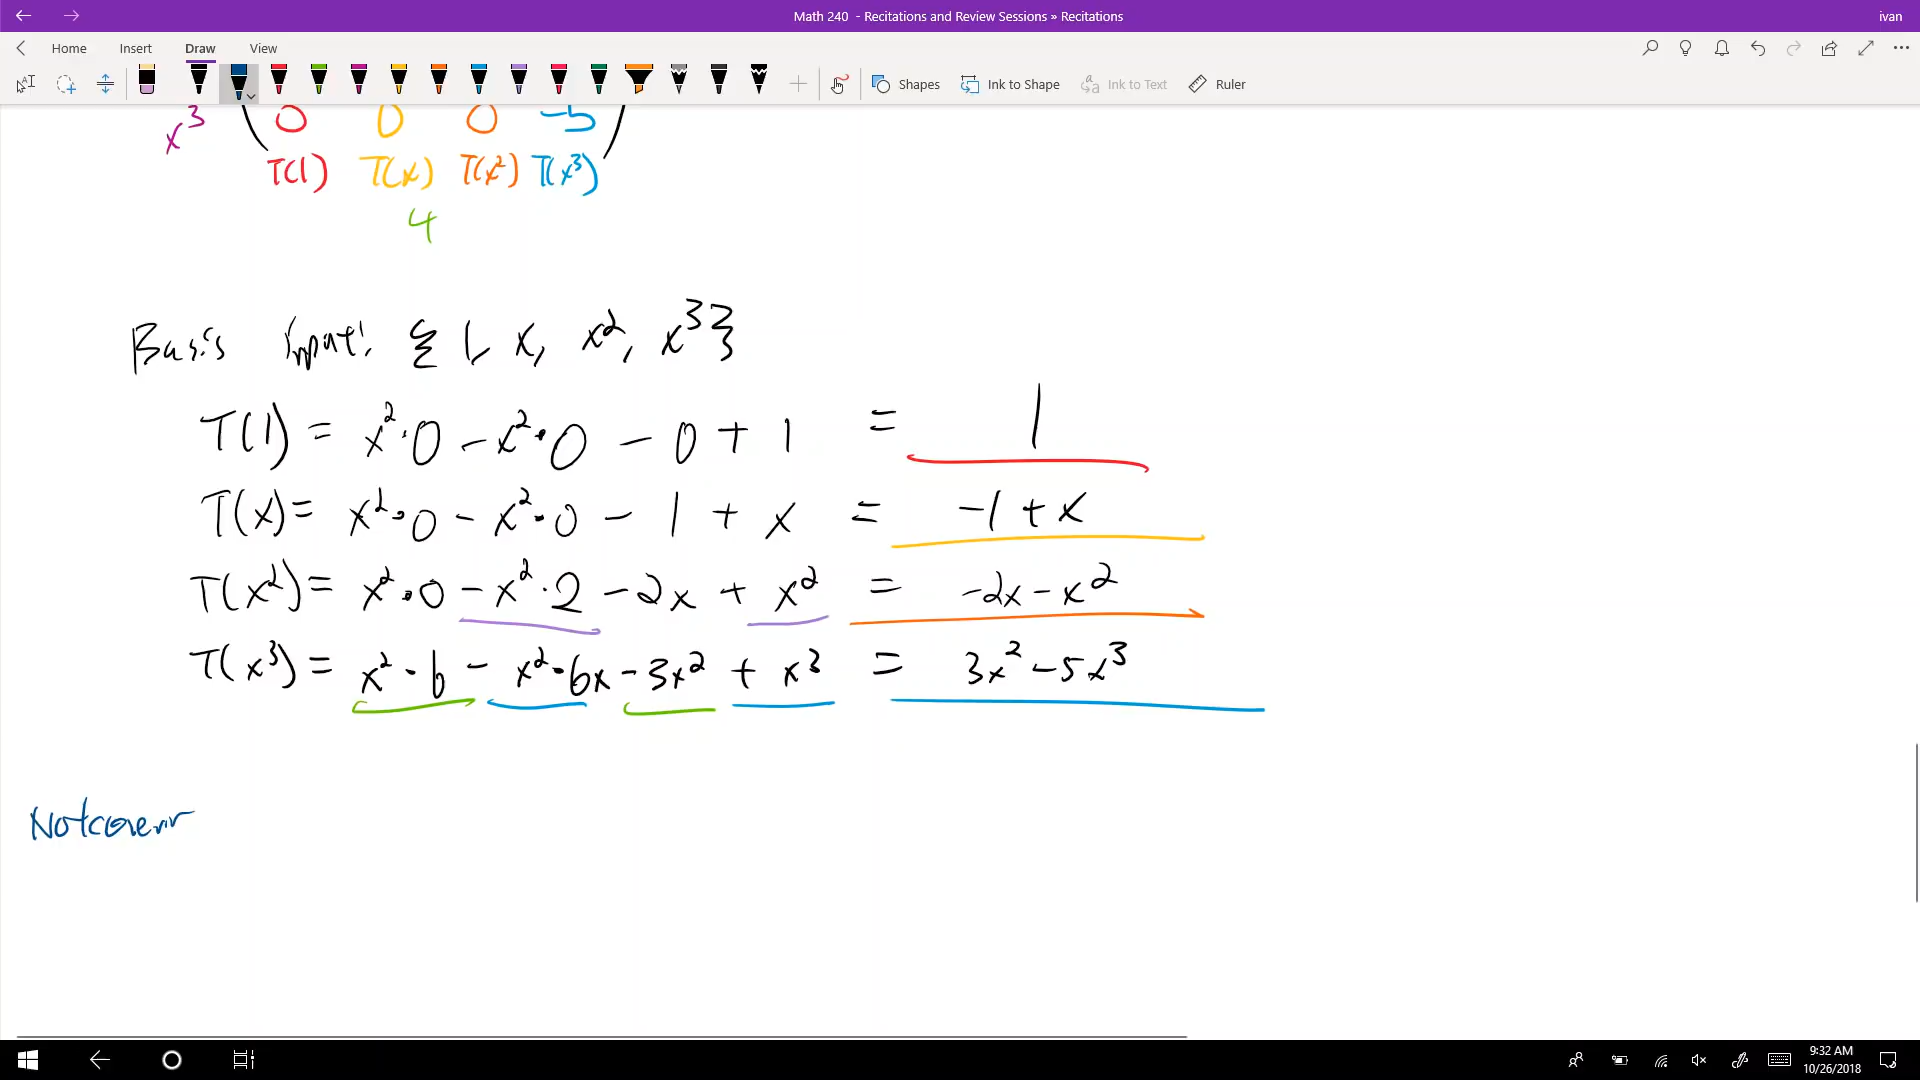 Math 240 - Recitations and Review Sessions » Recitations
ivan
Home Insert Draw View
Shapes Ink to Shape Ink to Text Ruler
x³ 0 0 0 -5
T(1) T(x) T(x²) T(x³)
4
Basis input: { 1, x, x², x³}
T(1) = x²·0 - x²·0 - 0 + 1 = 1
T(x) = x²·0 - x²·0 - 1 + x = -1 + x
T(x²) = x²·0 - x²·2 - 2x + x² = -2x - x²
T(x³) = x²·6 - x²·6x - 3x² + x³ = 3x² - 5x³
Notcoverr
9:32 AM
10/26/2018